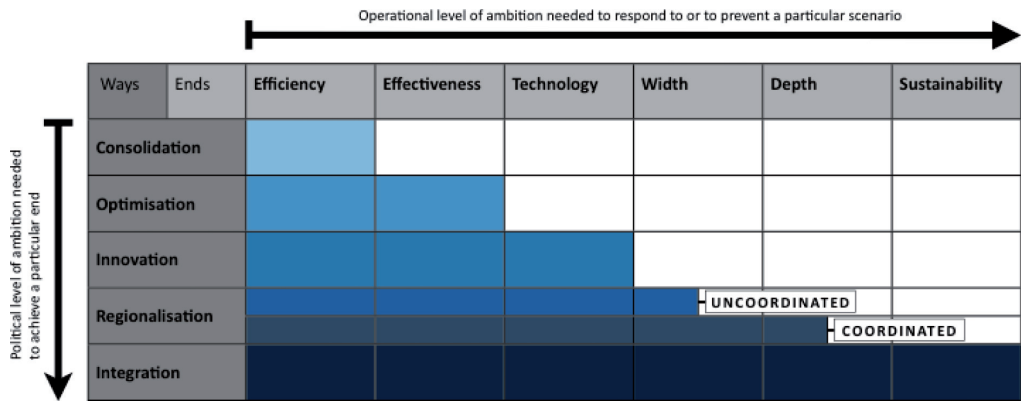 Operational level of ambition needed to respond to or to prevent a particular scenario
Ways Ends Efficiency Effectiveness Technology Width Depth Sustainability
Political level of ambition needed
to achieve a particular end
Consolidation
Optimisation
Innovation
Regionalisation
UNCOORDINATED
COORDINATED
Integration